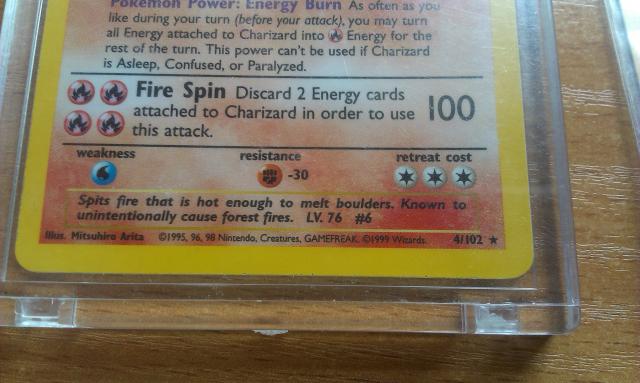 Pokémon Power: Energy Burn As often as you
like during your turn (before your attack), you may turn
all Energy attached to Charizard into Energy for the
rest of the turn. This power can't be used if Charizard
is Asleep, Confused, or Paralyzed.
Fire Spin Discard 2 Energy cards
attached to Charizard in order to use
this attack.
100
weakness resistance retreat cost
-30
Spits fire that is hot enough to melt boulders. Known to
unintentionally cause forest fires. LV. 76 #6
Illus. Mitsuhiro Arita ©1995, 96, 98 Nintendo, Creatures, GAMEFREAK. ©1999 Wizards. 4/102 ★